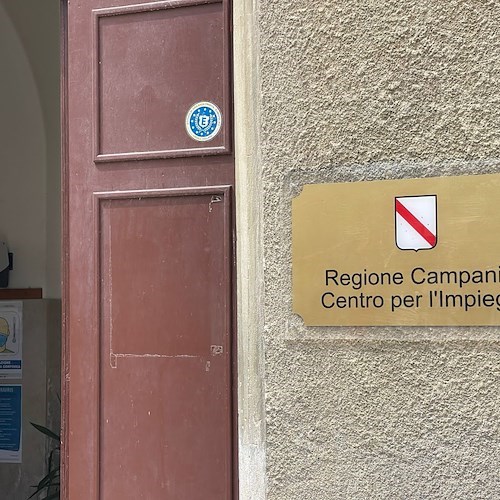 E
Regione Campani
Centro per l'Impieg